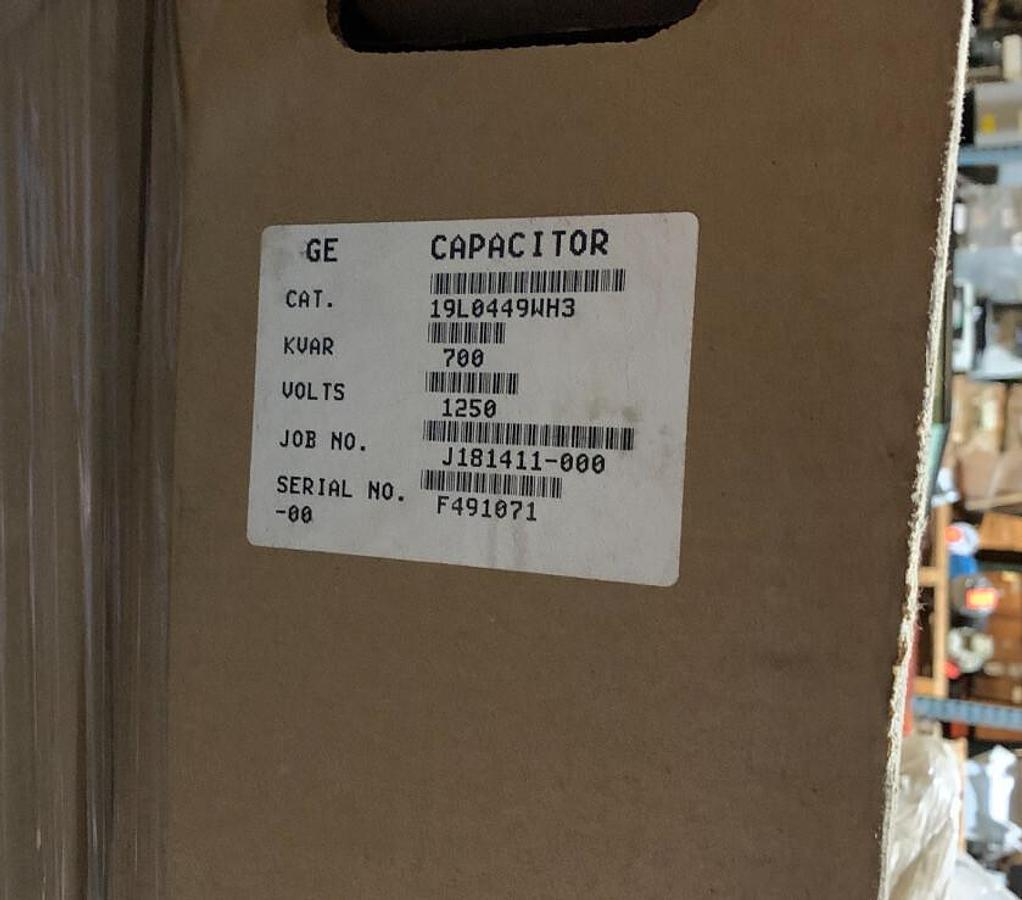 GE CAPACITOR
CAT. 19L0449WH3
KVAR 700
VOLTS 1250
JOB NO. J181411-000
SERIAL NO. F491071
-00